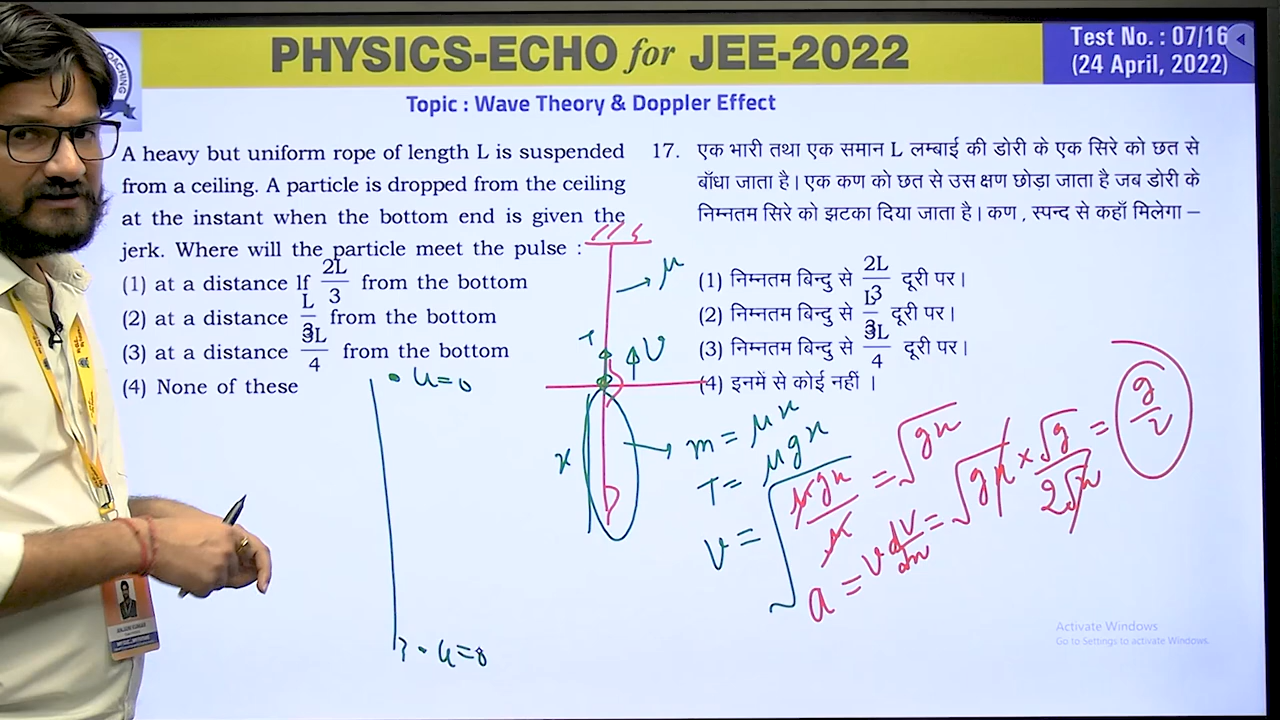 PHYSICS-ECHO for JEE-2022
Test No. : 07/16
(24 April, 2022)
OACHING
Topic : Wave Theory & Doppler Effect
A heavy but uniform rope of length L is suspended
from a ceiling. A particle is dropped from the ceiling
at the instant when the bottom end is given the
jerk. Where will the particle meet the pulse :
(1) at a distance If 2L/3 from the bottom
(2) at a distance L/3 from the bottom
(3) at a distance 3L/4 from the bottom
(4) None of these
17. एक भारी तथा एक समान L लम्बाई की डोरी के एक सिरे को छत से
बाँधा जाता है। एक कण को छत से उस क्षण छोड़ा जाता है जब डोरी के
निम्नतम सिरे को झटका दिया जाता है। कण , स्पन्द से कहाँ मिलेगा –
(1) निम्नतम बिन्दु से 2L/3 दूरी पर।
(2) निम्नतम बिन्दु से L/3 दूरी पर।
(3) निम्नतम बिन्दु से 3L/4 दूरी पर।
(4) इनमें से कोई नहीं ।
μ
T
v
x
u=0
u=0
m = μx
T = μgx
v = √(μgx/μ) = √gx
a = v dv/dx = √gx × √g/2√x = g/2
Activate Windows
Go to Settings to activate Windows.